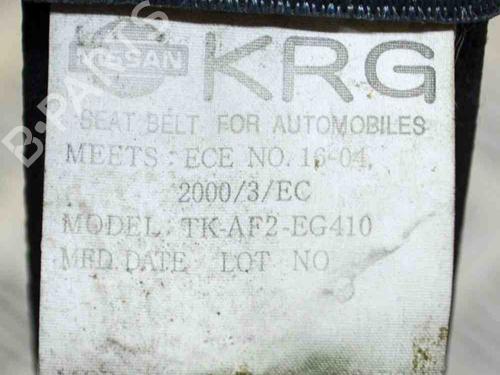 NISSAN KRG
SEAT BELT FOR AUTOMOBILES
MEETS : ECE NO. 16-04,
2000/3/EC
MODEL: TK-AF2-EG410
MFD.DATE LOT NO
B-PARTS